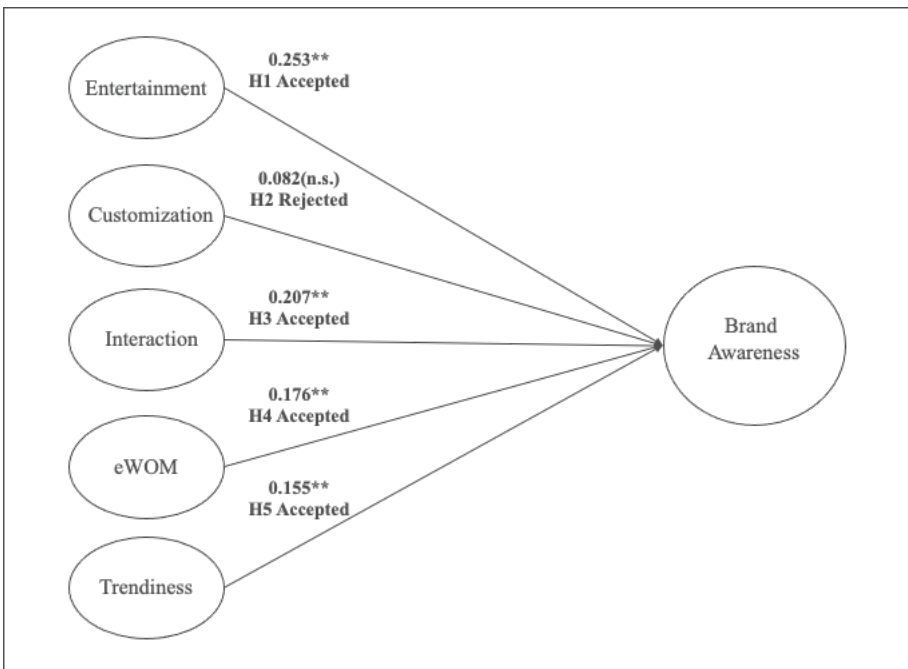 0.253**
H1 Accepted
Entertainment
0.082(n.s.)
H2 Rejected
Customization
0.207**
H3 Accepted
Interaction
Brand
Awareness
0.176**
H4 Accepted
eWOM
0.155**
H5 Accepted
Trendiness